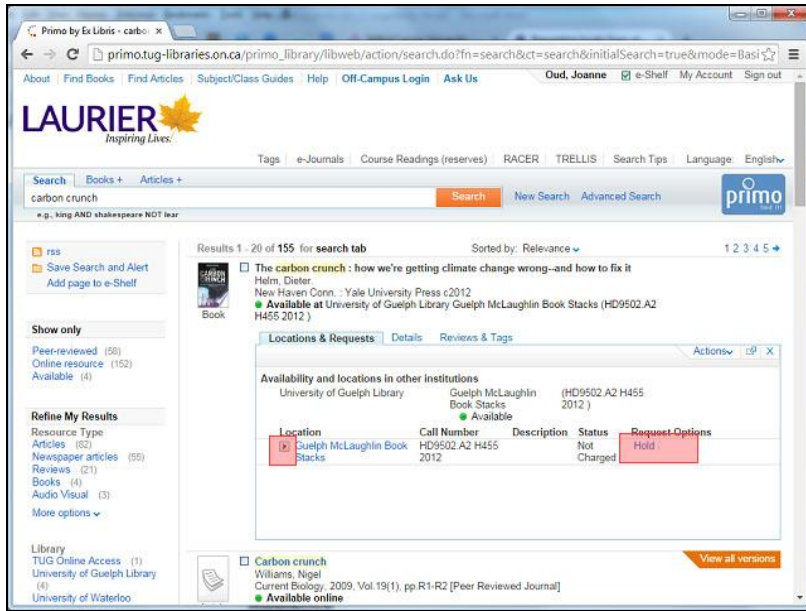 Primo by Ex Libris - carbo
primo.tug-libraries.on.ca/primo_library/libweb/action/search.do?fn=search&ct=search&initialSearch=true&mode=Basi
About Find Books Find Articles Subject/Class Guides Help Off-Campus Login Ask Us Oud, Joanne e-Shelf My Account Sign out
LAURIER
Inspiring Lives.
Tags e-Journals Course Readings (reserves) RACER TRELLIS Search Tips Language: English
Search Books + Articles +
carbon crunch Search New Search Advanced Search primo
e.g., king AND shakespeare NOT lear
rss Results 1 - 20 of 155 for search tab Sorted by: Relevance 1 2 3 4 5
Save Search and Alert
Add page to e-Shelf
The carbon crunch : how we're getting climate change wrong--and how to fix it
Helm, Dieter.
New Haven Conn. : Yale University Press c2012
Available at University of Guelph Library Guelph McLaughlin Book Stacks (HD9502.A2
H455 2012 )
Book
Show only
Peer-reviewed (58)
Online resource (152)
Available (4)
Locations & Requests Details Reviews & Tags
Actions X
Availability and locations in other institutions
University of Guelph Library Guelph McLaughlin (HD9502.A2 H455
Book Stacks 2012 )
Available
Location Call Number Description Status Request Options
Guelph McLaughlin Book HD9502.A2 H455 Not Hold
Stacks 2012 Charged
Refine My Results
Resource Type
Articles (82)
Newspaper articles (55)
Reviews (21)
Books (4)
Audio Visual (3)
More options
Library
TUG Online Access (1)
University of Guelph Library
(4)
University of Waterloo
Carbon crunch View all versions
Williams, Nigel
Current Biology, 2009, Vol.19(1), pp.R1-R2 [Peer Reviewed Journal]
Available online